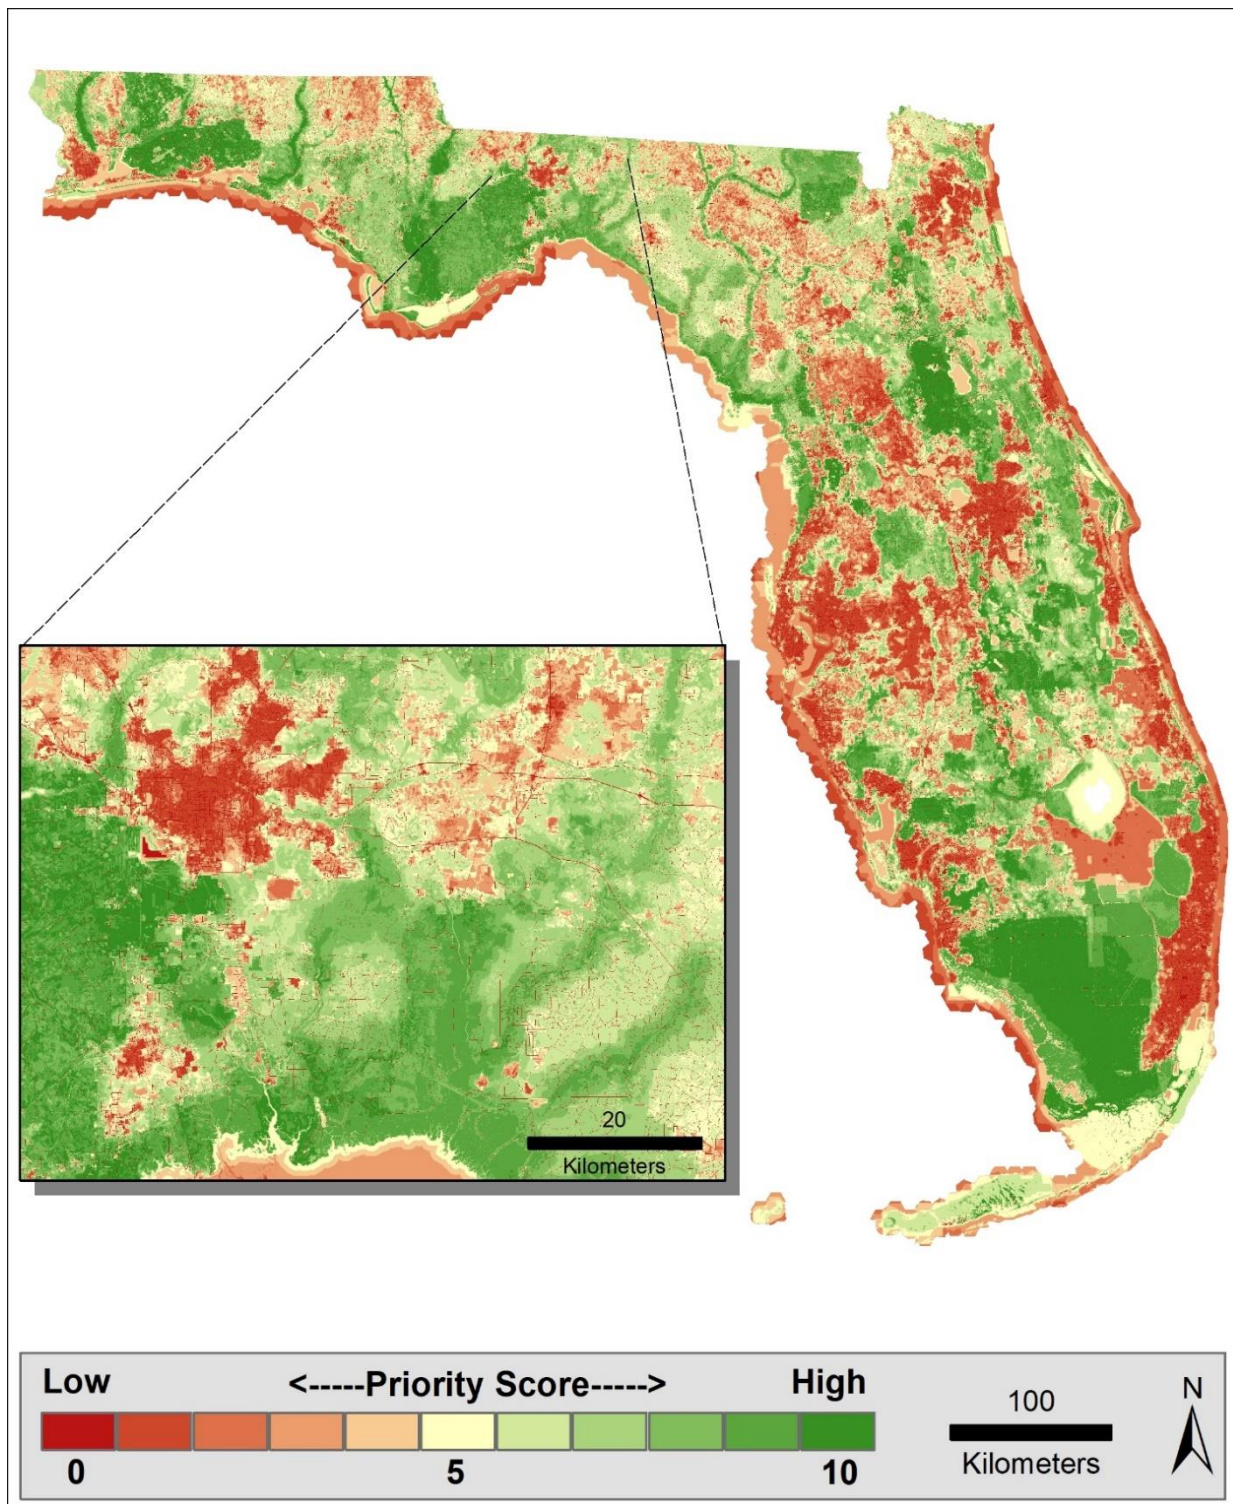 20
Kilometers
Low <-----Priority Score-----> High
0 5 10
100
Kilometers
N